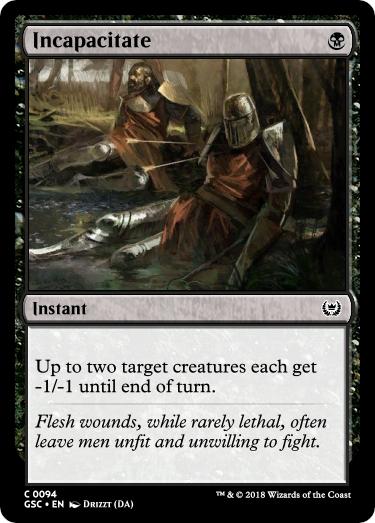 Incapacitate
Instant
Up to two target creatures each get
-1/-1 until end of turn.
Flesh wounds, while rarely lethal, often
leave men unfit and unwilling to fight.
C 0094
GSC • EN Drizzt (DA)
™ & © 2018 Wizards of the Coast